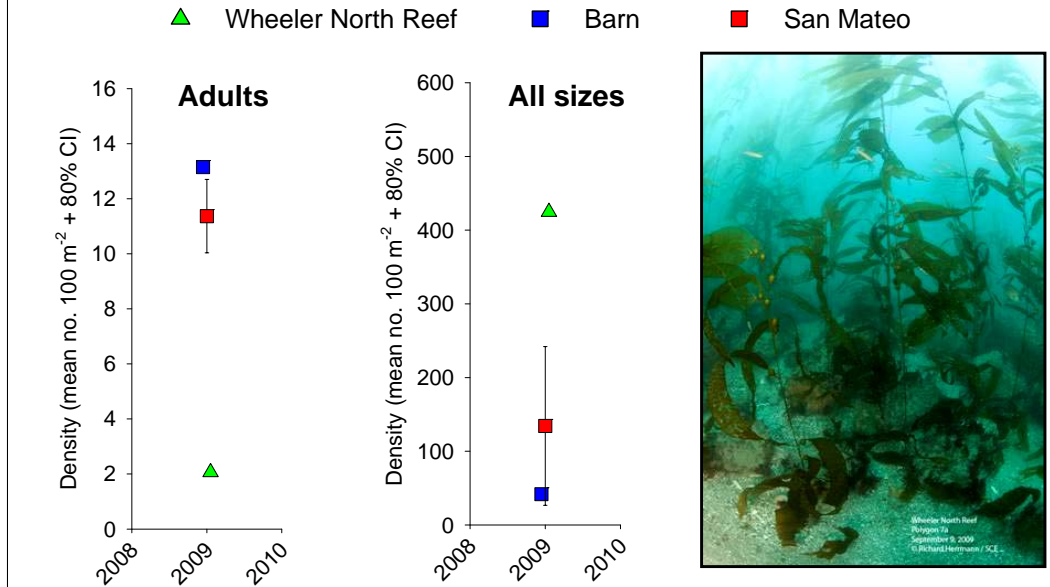 Wheeler North Reef Barn San Mateo
Adults
Density (mean no. 100 m⁻² + 80% CI)
16
14
12
10
8
6
4
2
0
2008 2009 2010
All sizes
Density (mean no. 100 m⁻² + 80% CI)
600
500
400
300
200
100
0
2008 2009 2010
Wheeler North Reef
Polygon 7a
September 9, 2009
© Richard Herrmann / SCE